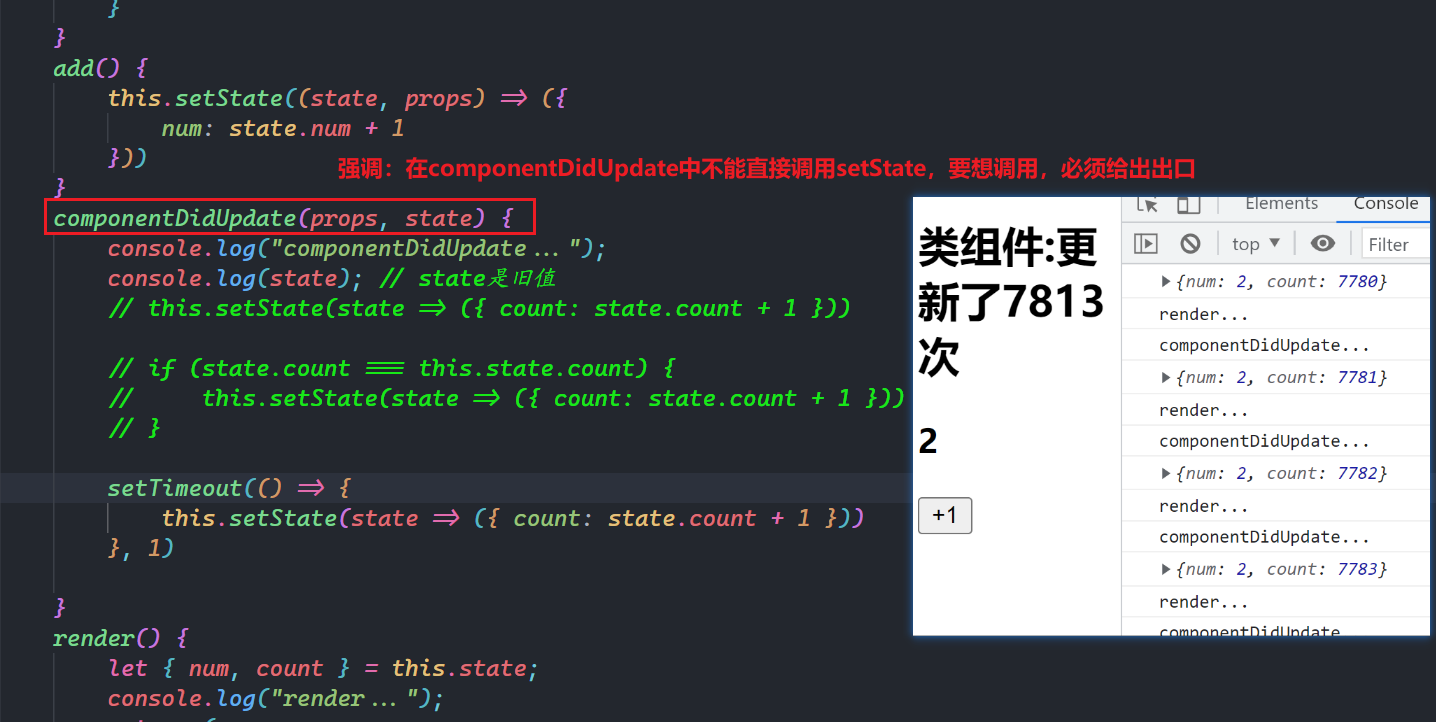 }
}
add() {
this.setState((state, props) => ({
num: state.num + 1
}))
强调：在componentDidUpdate中不能直接调用setState，要想调用，必须给出出口
}
componentDidUpdate(props, state) {
console.log("componentDidUpdate...");
console.log(state); // state是旧值
// this.setState(state => ({ count: state.count + 1 }))
// if (state.count === this.state.count) {
// this.setState(state => ({ count: state.count + 1 }))
// }
setTimeout(() => {
this.setState(state => ({ count: state.count + 1 }))
}, 1)
}
render() {
let { num, count } = this.state;
console.log("render...");
类组件:更
新了7813
次
2
+1
Elements Console
top Filter
{num: 2, count: 7780}
render...
componentDidUpdate...
{num: 2, count: 7781}
render...
componentDidUpdate...
{num: 2, count: 7782}
render...
componentDidUpdate...
{num: 2, count: 7783}
render...
componentDidUpdate